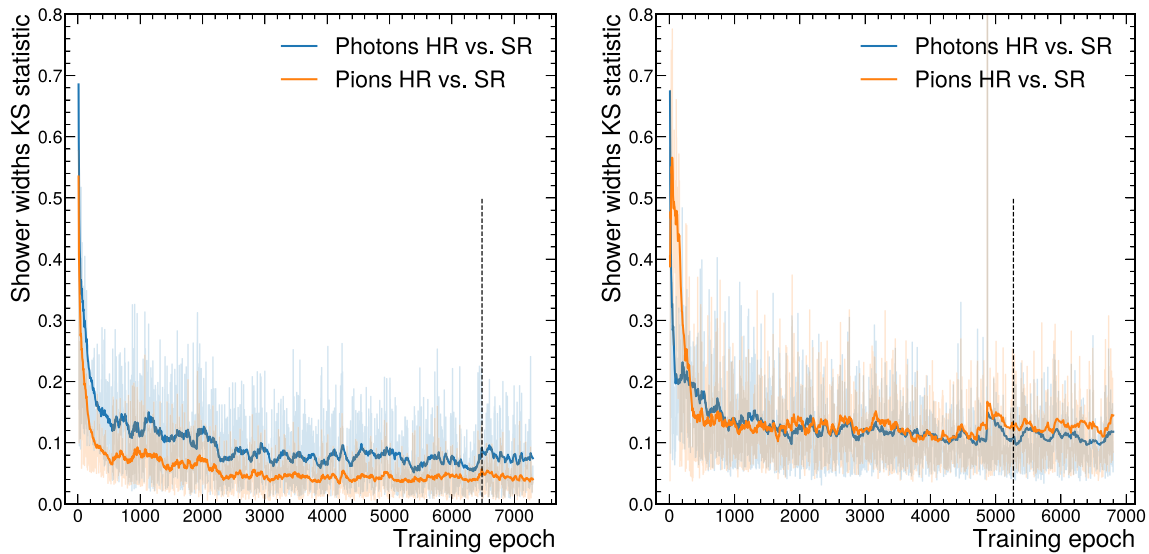 Shower widths KS statistic
0.8
0.7
0.6
0.5
0.4
0.3
0.2
0.1
0.0
Photons HR vs. SR
Pions HR vs. SR
0 1000 2000 3000 4000 5000 6000 7000
Training epoch
Shower widths KS statistic
0.8
0.7
0.6
0.5
0.4
0.3
0.2
0.1
0.0
Photons HR vs. SR
Pions HR vs. SR
0 1000 2000 3000 4000 5000 6000 7000
Training epoch